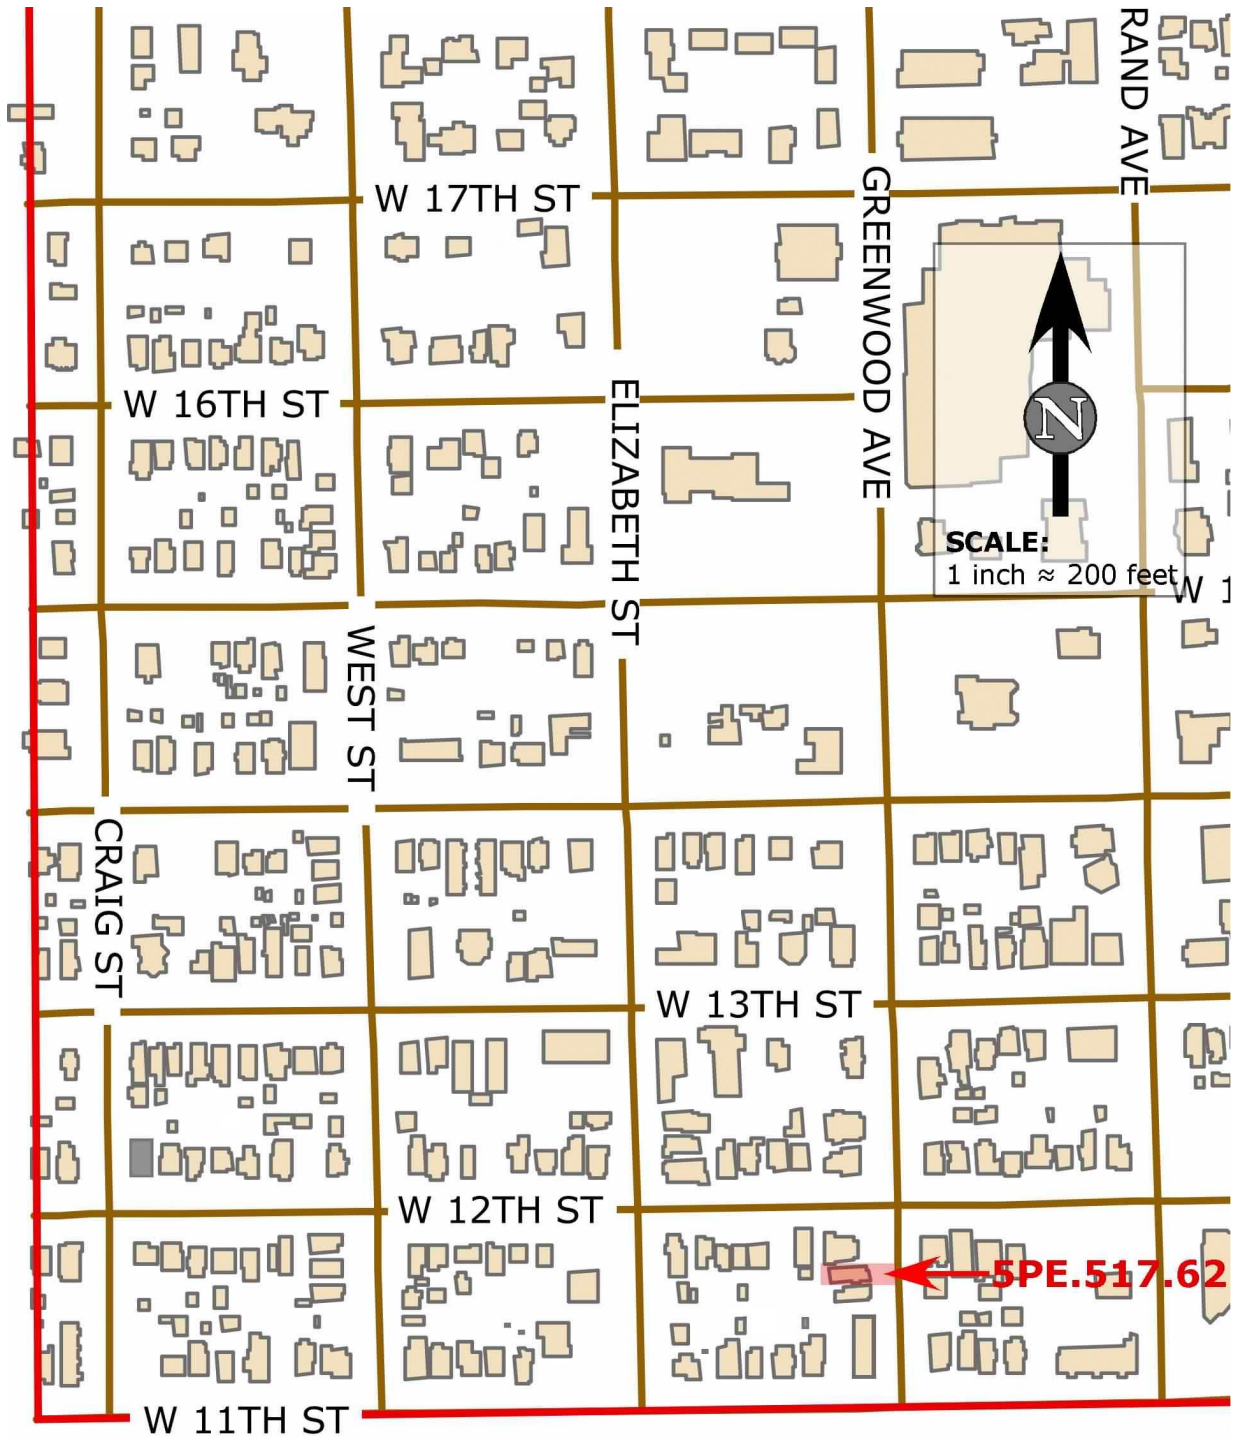 RAND AVE
W 17TH ST
GREENWOOD AVE
W 16TH ST
ELIZABETH ST
N
SCALE:
1 inch ≈ 200 feet
W 1
WEST ST
CRAIG ST
W 13TH ST
W 12TH ST
5PE.517.62
W 11TH ST